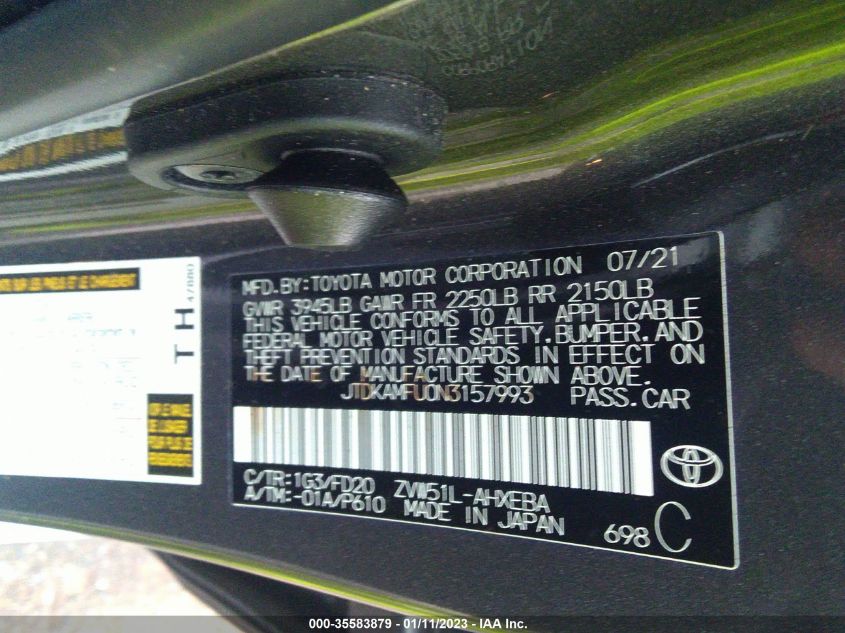 CORPORATION
TH
47880
MFD.BY:TOYOTA MOTOR CORPORATION 07/21
GVWR 3945LB GAWR FR 2250LB RR 2150LB
THIS VEHICLE CONFORMS TO ALL APPLICABLE
FEDERAL MOTOR VEHICLE SAFETY,BUMPER,AND
THEFT PREVENTION STANDARDS IN EFFECT ON
THE DATE OF MANUFACTURE SHOWN ABOVE.
JTDKAMFU0N3157993 PASS.CAR
C/TR:1G3/FD20 ZVW51L-AHXEBA
A/TM:-01A/P610 MADE IN JAPAN
698 C
000-35583879 - 01/11/2023 - IAA Inc.